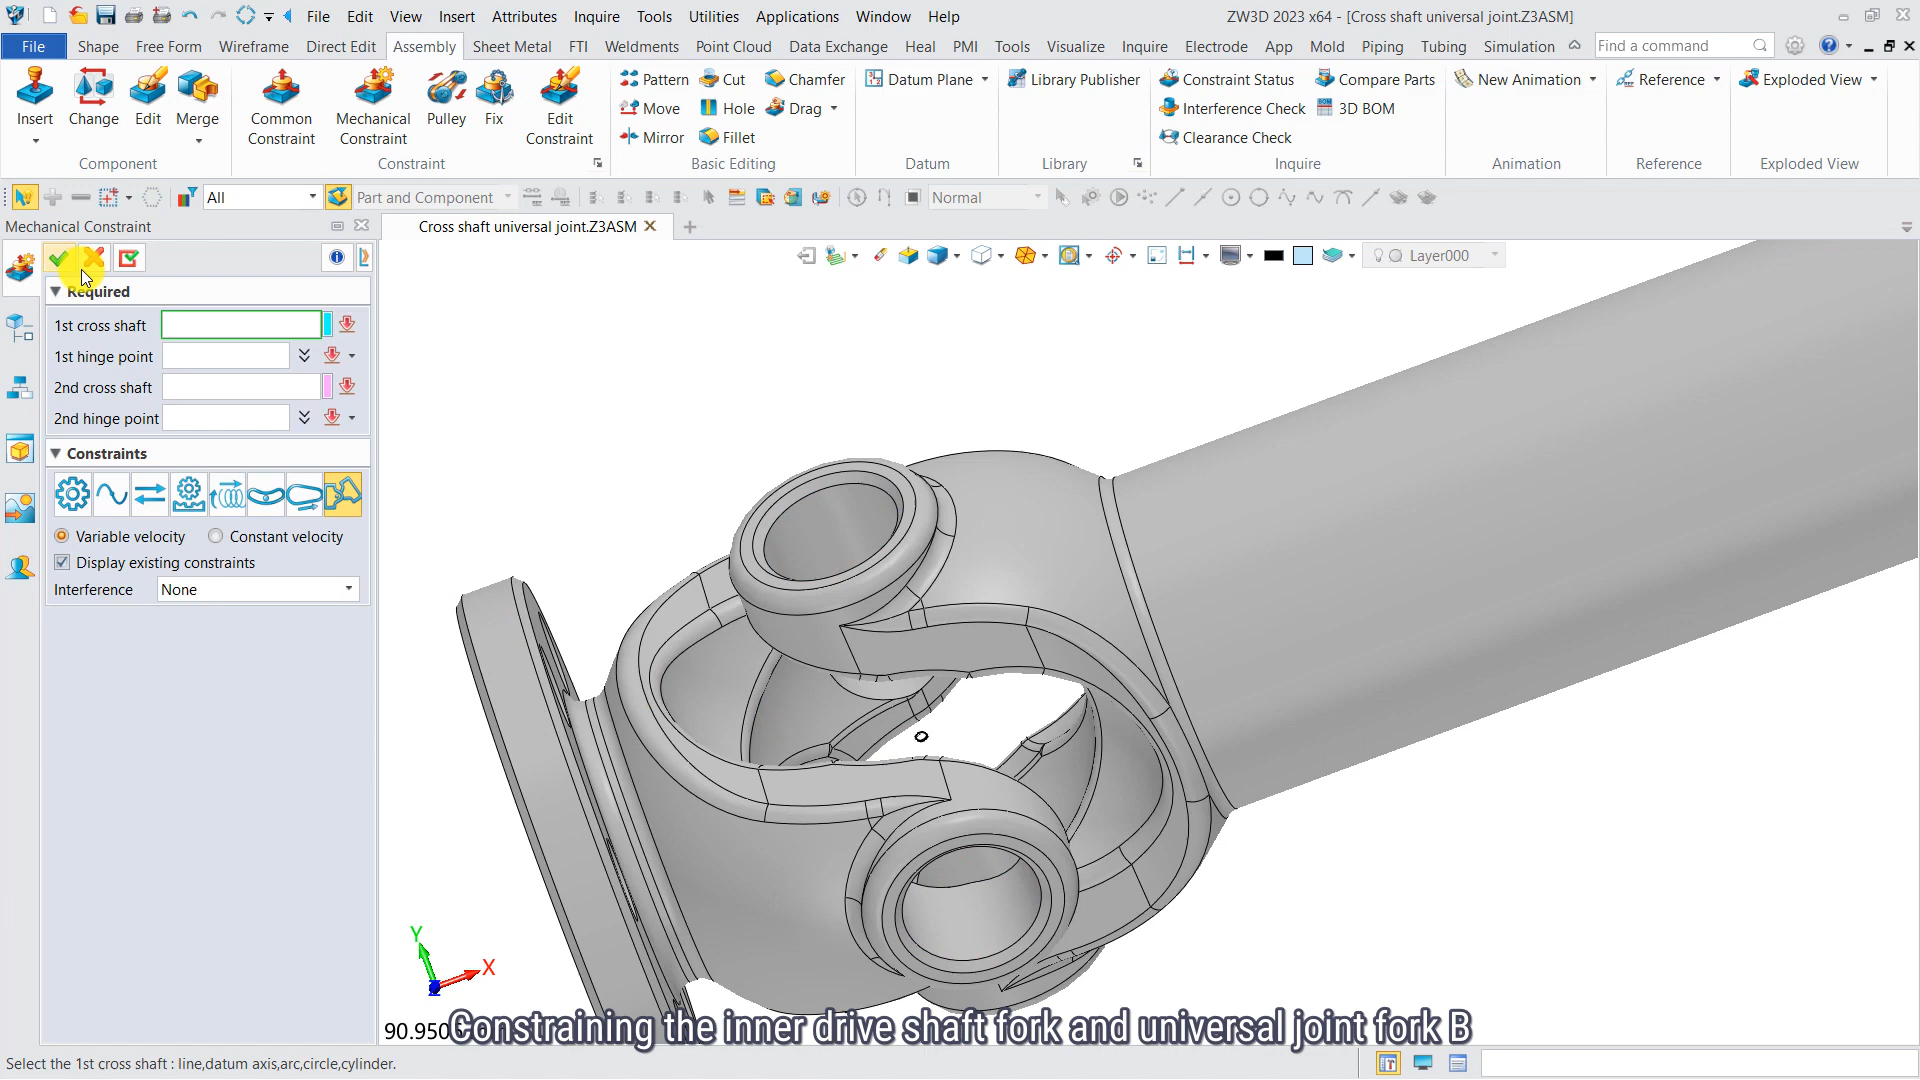 File Edit View Insert Attributes Inquire Tools Utilities Applications Window Help
ZW3D 2023 x64 - [Cross shaft universal joint.Z3ASM]
File Shape Free Form Wireframe Direct Edit Assembly Sheet Metal FTI Weldments Point Cloud Data Exchange Heal PMI Tools Visualize Inquire Electrode App Mold Piping Tubing Simulation Find a command
Insert Change Edit Merge
Component
Common Constraint Mechanical Constraint Pulley Fix Edit Constraint
Constraint
Pattern Cut Chamfer
Move Hole Drag
Mirror Fillet
Basic Editing
Datum Plane
Datum
Library Publisher
Library
Constraint Status Compare Parts
Interference Check 3D BOM
Clearance Check
Inquire
New Animation
Animation
Reference
Reference
Exploded View
Exploded View
All Part and Component Normal
Mechanical Constraint
Cross shaft universal joint.Z3ASM
Layer000
Required
1st cross shaft
1st hinge point
2nd cross shaft
2nd hinge point
Constraints
Variable velocity Constant velocity
Display existing constraints
Interference None
Y
X
Constraining the inner drive shaft fork and universal joint fork B
Select the 1st cross shaft : line,datum axis,arc,circle,cylinder.